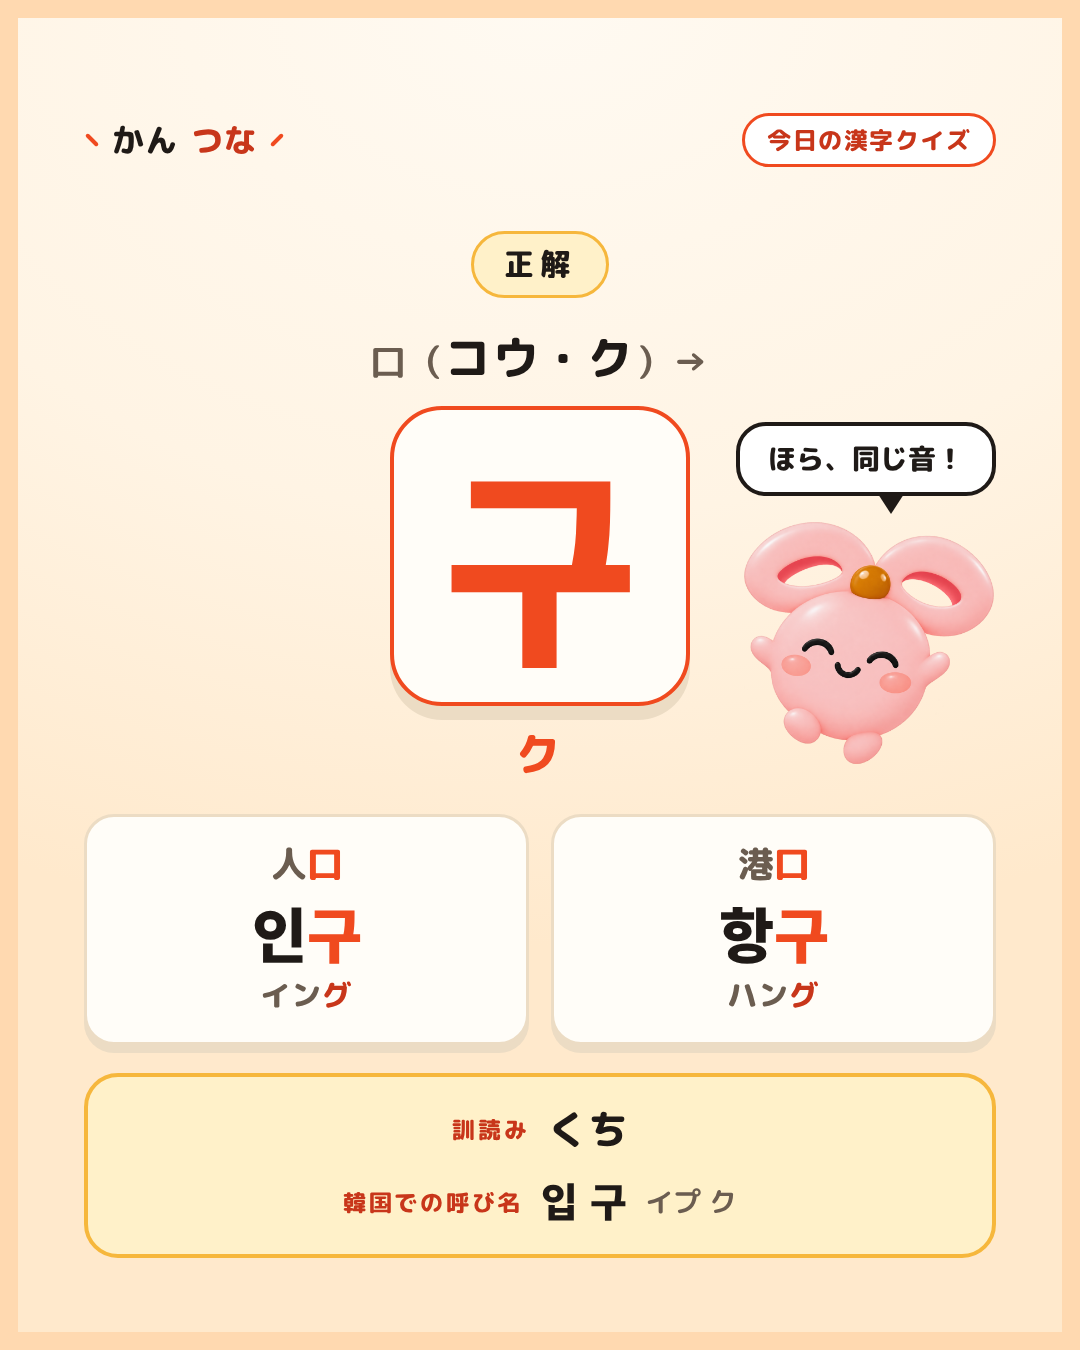 かん つな
今日の漢字クイズ
正解
口（コウ・ク）→
구
ほら、同じ音！
ク
人口
인구
イング
港口
항구
ハング
訓読み くち
韓国での呼び名 입 구 イプ ク